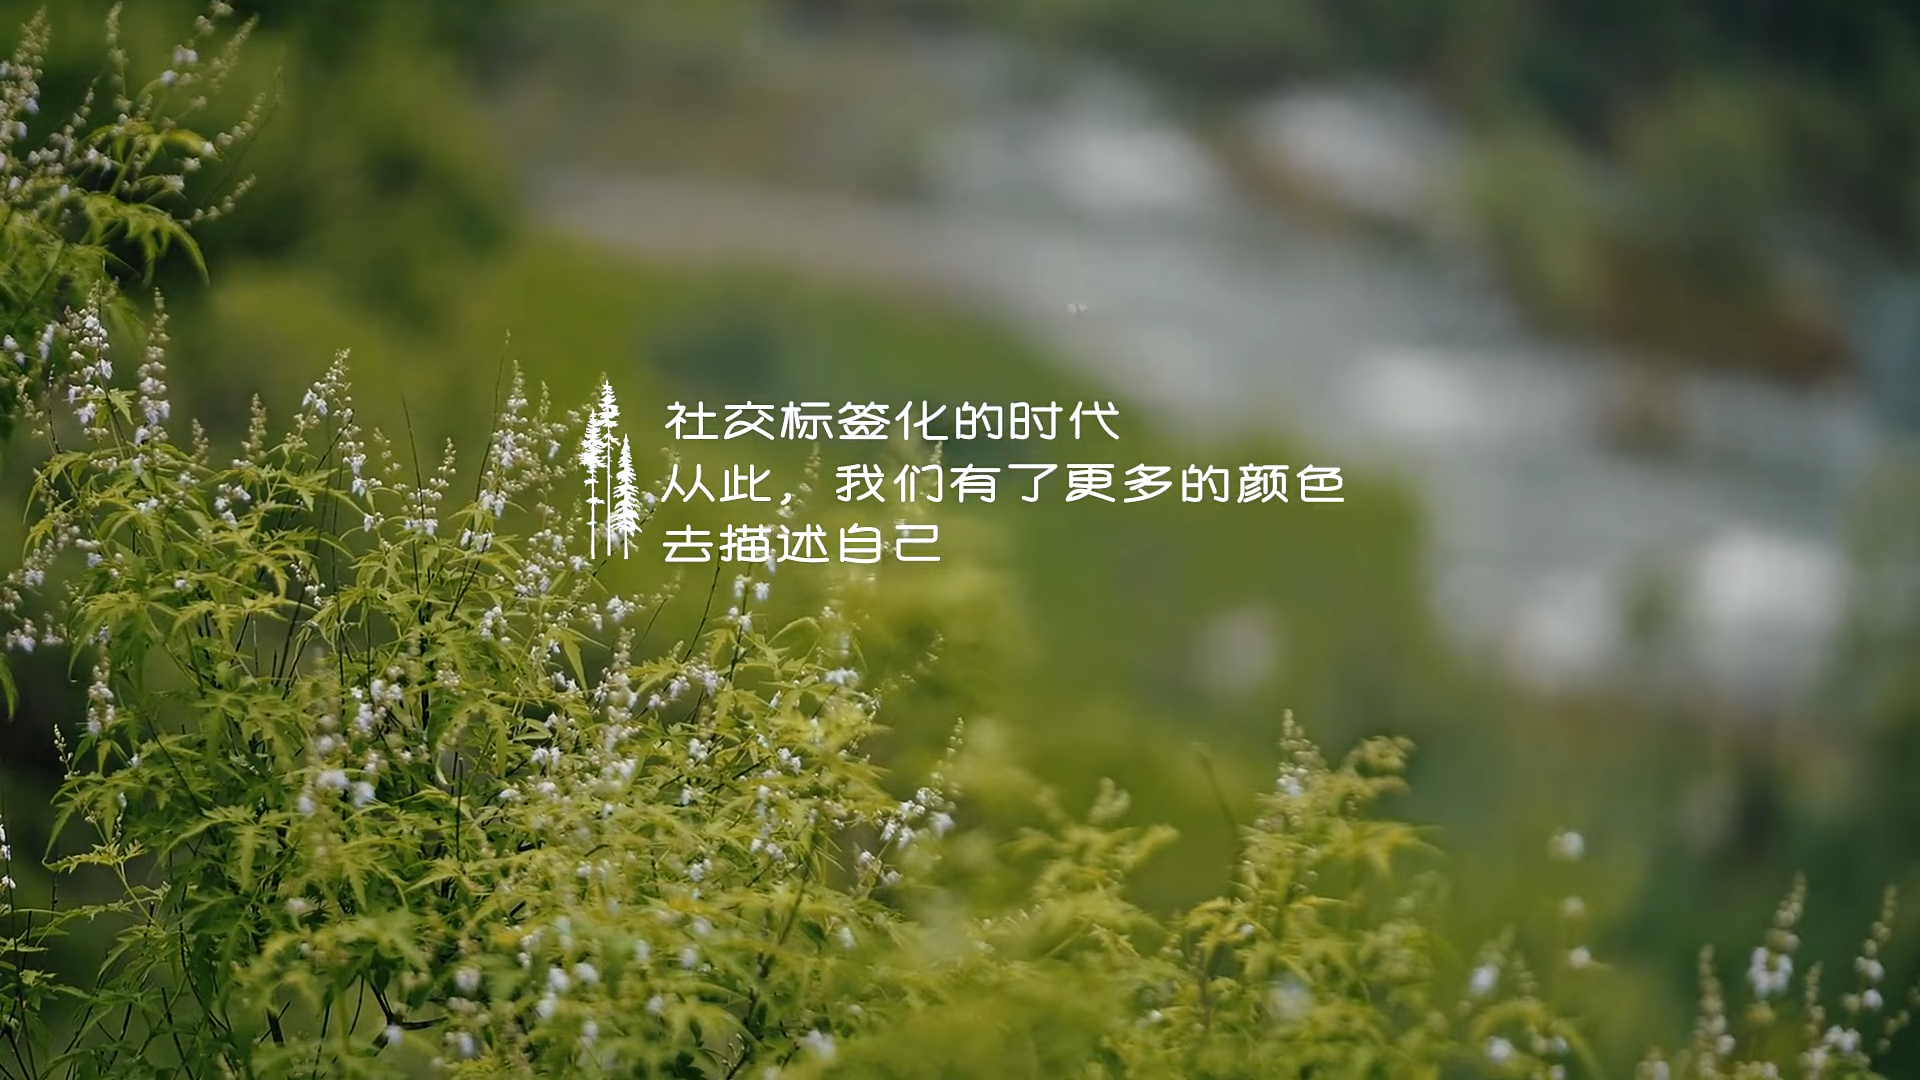 社交标签化的时代
从此，我们有了更多的颜色
去描述自己